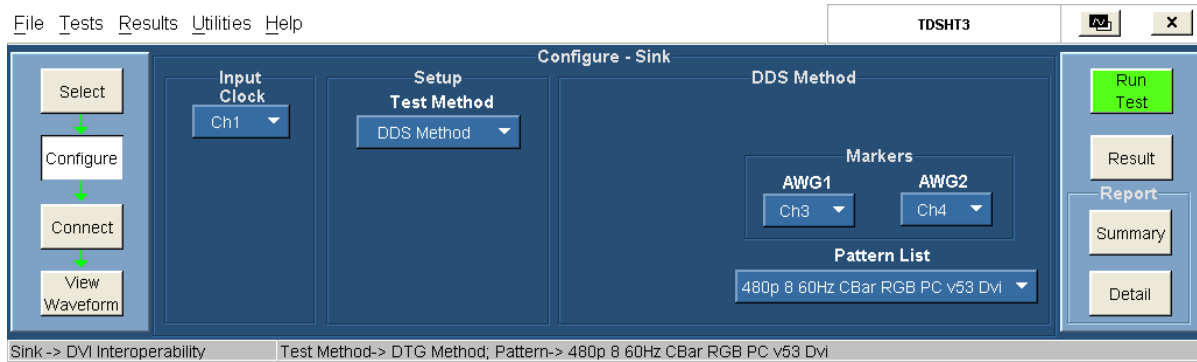 File Tests Results Utilities Help
TDSHT3
x
Configure - Sink
Select
Configure
Connect
View
Waveform
Input
Clock
Ch1
Setup
Test Method
DDS Method
DDS Method
Markers
AWG1
AWG2
Ch3
Ch4
Pattern List
480p 8 60Hz CBar RGB PC v53 Dvi
Run
Test
Result
Report
Summary
Detail
Sink -> DVI Interoperability
Test Method-> DTG Method; Pattern-> 480p 8 60Hz CBar RGB PC v53 Dvi